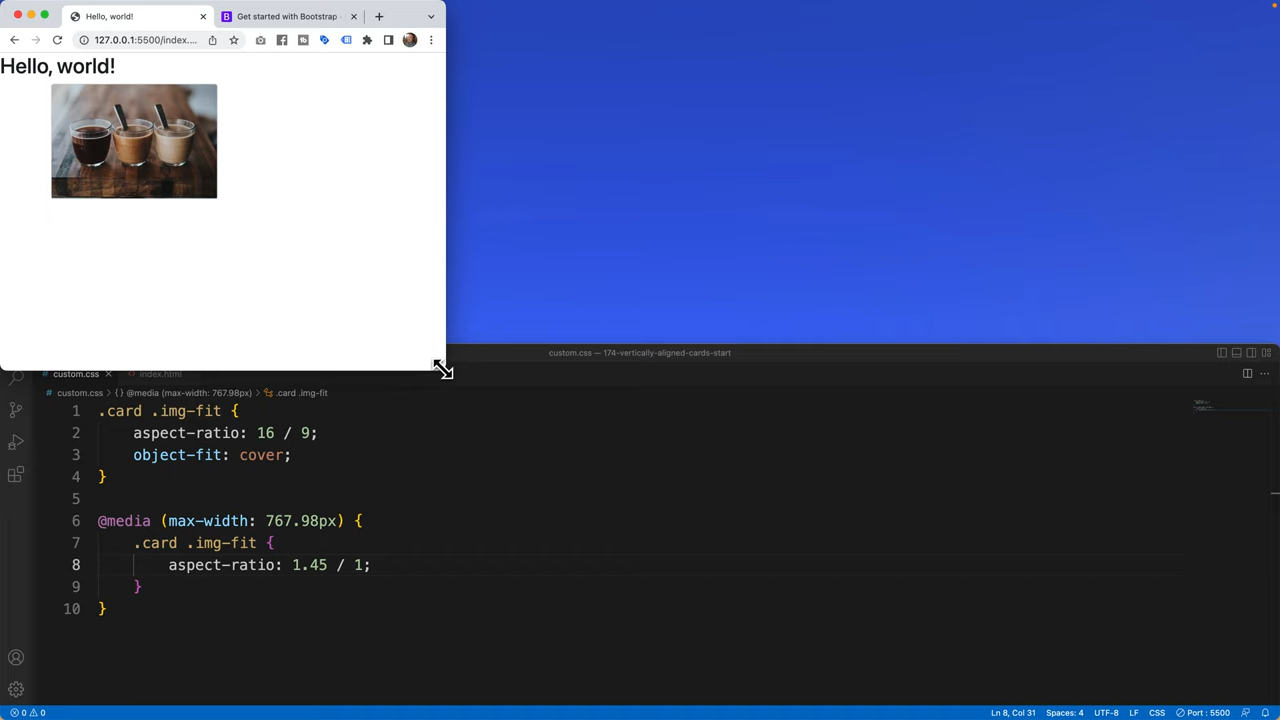 Hello, world!
Get started with Bootstrap
127.0.0.1:5500/index....
Hello, world!
custom.css — 174-vertically-aligned-cards-start
custom.css
index.html
# custom.css > {} @media (max-width: 767.98px) > .card .img-fit
1 .card .img-fit {
2 aspect-ratio: 16 / 9;
3 object-fit: cover;
4 }
5
6 @media (max-width: 767.98px) {
7 .card .img-fit {
8 aspect-ratio: 1.45 / 1;
9 }
10 }
0 0
Ln 8, Col 31 Spaces: 4 UTF-8 LF CSS Port : 5500